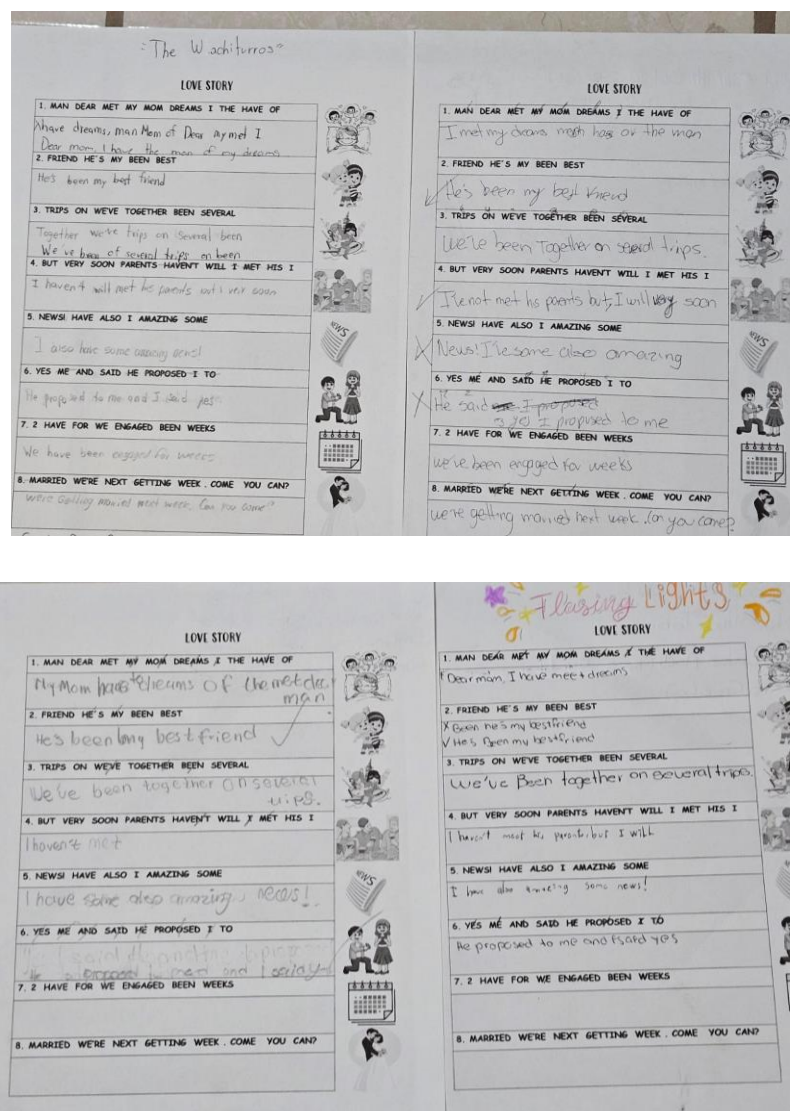 "The Wachiturros"
LOVE STORY
1. MAN DEAR MET MY MOM DREAMS I THE HAVE OF
have dreams, man Mom of Dear my met I
Dear mom, I have the man of my dreams
2. FRIEND HE'S MY BEEN BEST
He's been my best friend
3. TRIPS ON WE'VE TOGETHER BEEN SEVERAL
Together we've trips on Several been
We've been of several trips on been
4. BUT VERY SOON PARENTS HAVEN'T WILL I MET HIS I
I haven't will met his parents but I very soon
5. NEWS! HAVE ALSO I AMAZING SOME
I also have some amazing news!
6. YES ME AND SAID HE PROPOSED I TO
He proposed to me and I said yes
7. 2 HAVE FOR WE ENGAGED BEEN WEEKS
We have been engaged for weeks
8. MARRIED WE'RE NEXT GETTING WEEK . COME YOU CAN?
We're Getting married next week. Can you come?
LOVE STORY
1. MAN DEAR MET MY MOM DREAMS I THE HAVE OF
I met my dreams mom have of the man
2. FRIEND HE'S MY BEEN BEST
He's been my best friend
3. TRIPS ON WE'VE TOGETHER BEEN SEVERAL
We've been Together on several trips.
4. BUT VERY SOON PARENTS HAVEN'T WILL I MET HIS I
I've not met his parents but, I will very soon
5. NEWS! HAVE ALSO I AMAZING SOME
News! I've some also amazing
NEWS
6. YES ME AND SAID HE PROPOSED I TO
He said I proposed
yes I proposed to me
7. 2 HAVE FOR WE ENGAGED BEEN WEEKS
we've been engaged for weeks
8. MARRIED WE'RE NEXT GETTING WEEK . COME YOU CAN?
we're getting married next week. Can you come?
NEWS
LOVE STORY
1. MAN DEAR MET MY MOM DREAMS I THE HAVE OF
My Mom have dreams of the met dear
man
2. FRIEND HE'S MY BEEN BEST
He's been my best friend
3. TRIPS ON WE'VE TOGETHER BEEN SEVERAL
We've been together on several
trips.
4. BUT VERY SOON PARENTS HAVEN'T WILL I MET HIS I
I haven't met
5. NEWS! HAVE ALSO I AMAZING SOME
I have some also amazing, news!
NEWS
6. YES ME AND SAID HE PROPOSED I TO
proposed and I
7. 2 HAVE FOR WE ENGAGED BEEN WEEKS
8. MARRIED WE'RE NEXT GETTING WEEK . COME YOU CAN?
Flasing Lights
LOVE STORY
1. MAN DEAR MET MY MOM DREAMS I THE HAVE OF
Dear mom, I have meet dreams
2. FRIEND HE'S MY BEEN BEST
x Been he's my bestfriend
✓ He's Been my bestfriend
3. TRIPS ON WE'VE TOGETHER BEEN SEVERAL
We've Been together on several trips
4. BUT VERY SOON PARENTS HAVEN'T WILL I MET HIS I
I haven't meet his parents but I will
5. NEWS! HAVE ALSO I AMAZING SOME
I have also amazing some news!
NEWS
6. YES ME AND SAID HE PROPOSED I TO
He proposed to me and I said yes
7. 2 HAVE FOR WE ENGAGED BEEN WEEKS
8. MARRIED WE'RE NEXT GETTING WEEK . COME YOU CAN?